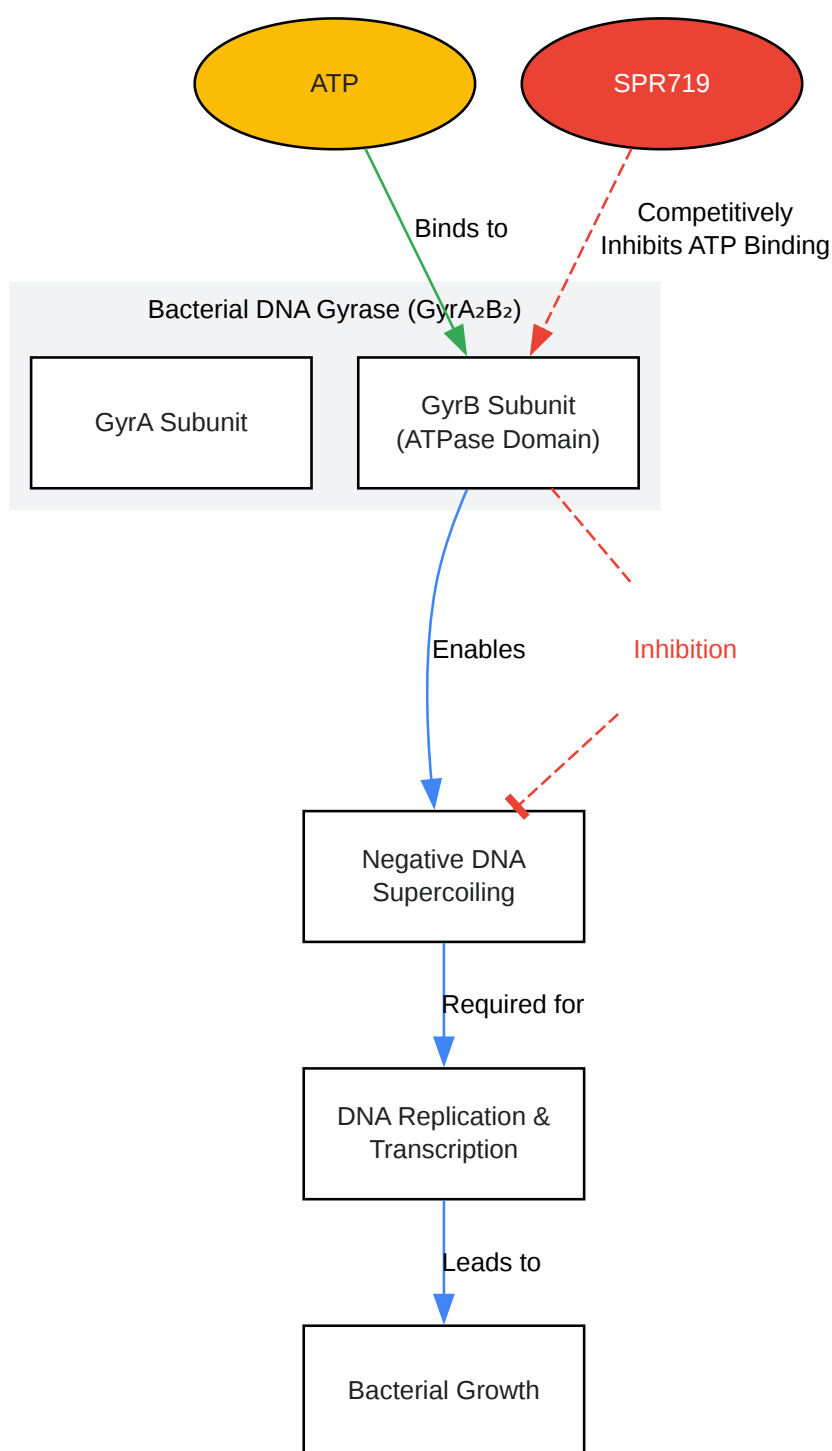 ATP
SPR719
Binds to
Competitively
Inhibits ATP Binding
Bacterial DNA Gyrase (GyrA₂B₂)
GyrA Subunit
GyrB Subunit
(ATPase Domain)
Enables
Inhibition
Negative DNA
Supercoiling
Required for
DNA Replication &
Transcription
Leads to
Bacterial Growth